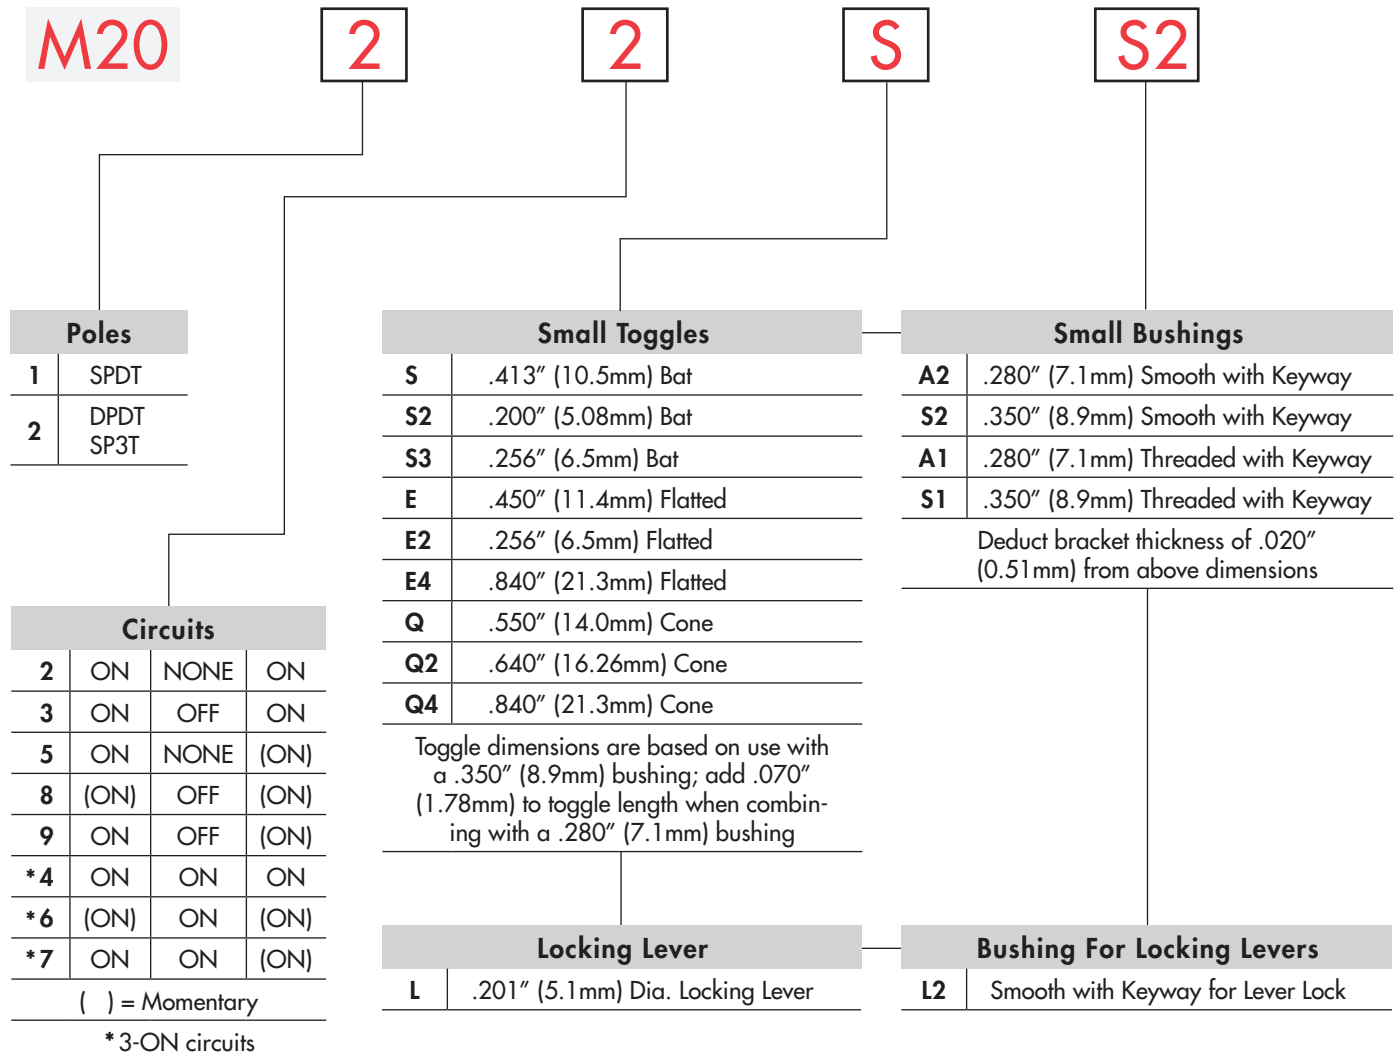 M20 2 2 S S2
Poles
1 SPDT
2 DPDT
SP3T
Circuits
2 ON NONE ON
3 ON OFF ON
5 ON NONE (ON)
8 (ON) OFF (ON)
9 ON OFF (ON)
*4 ON ON ON
*6 (ON) ON (ON)
*7 ON ON (ON)
( ) = Momentary
*3-ON circuits
Small Toggles
S .413″ (10.5mm) Bat
S2 .200″ (5.08mm) Bat
S3 .256″ (6.5mm) Bat
E .450″ (11.4mm) Flatted
E2 .256″ (6.5mm) Flatted
E4 .840″ (21.3mm) Flatted
Q .550″ (14.0mm) Cone
Q2 .640″ (16.26mm) Cone
Q4 .840″ (21.3mm) Cone
Toggle dimensions are based on use with
a .350″ (8.9mm) bushing; add .070″
(1.78mm) to toggle length when combin-
ing with a .280″ (7.1mm) bushing
Locking Lever
L .201″ (5.1mm) Dia. Locking Lever
Small Bushings
A2 .280″ (7.1mm) Smooth with Keyway
S2 .350″ (8.9mm) Smooth with Keyway
A1 .280″ (7.1mm) Threaded with Keyway
S1 .350″ (8.9mm) Threaded with Keyway
Deduct bracket thickness of .020″
(0.51mm) from above dimensions
Bushing For Locking Levers
L2 Smooth with Keyway for Lever Lock